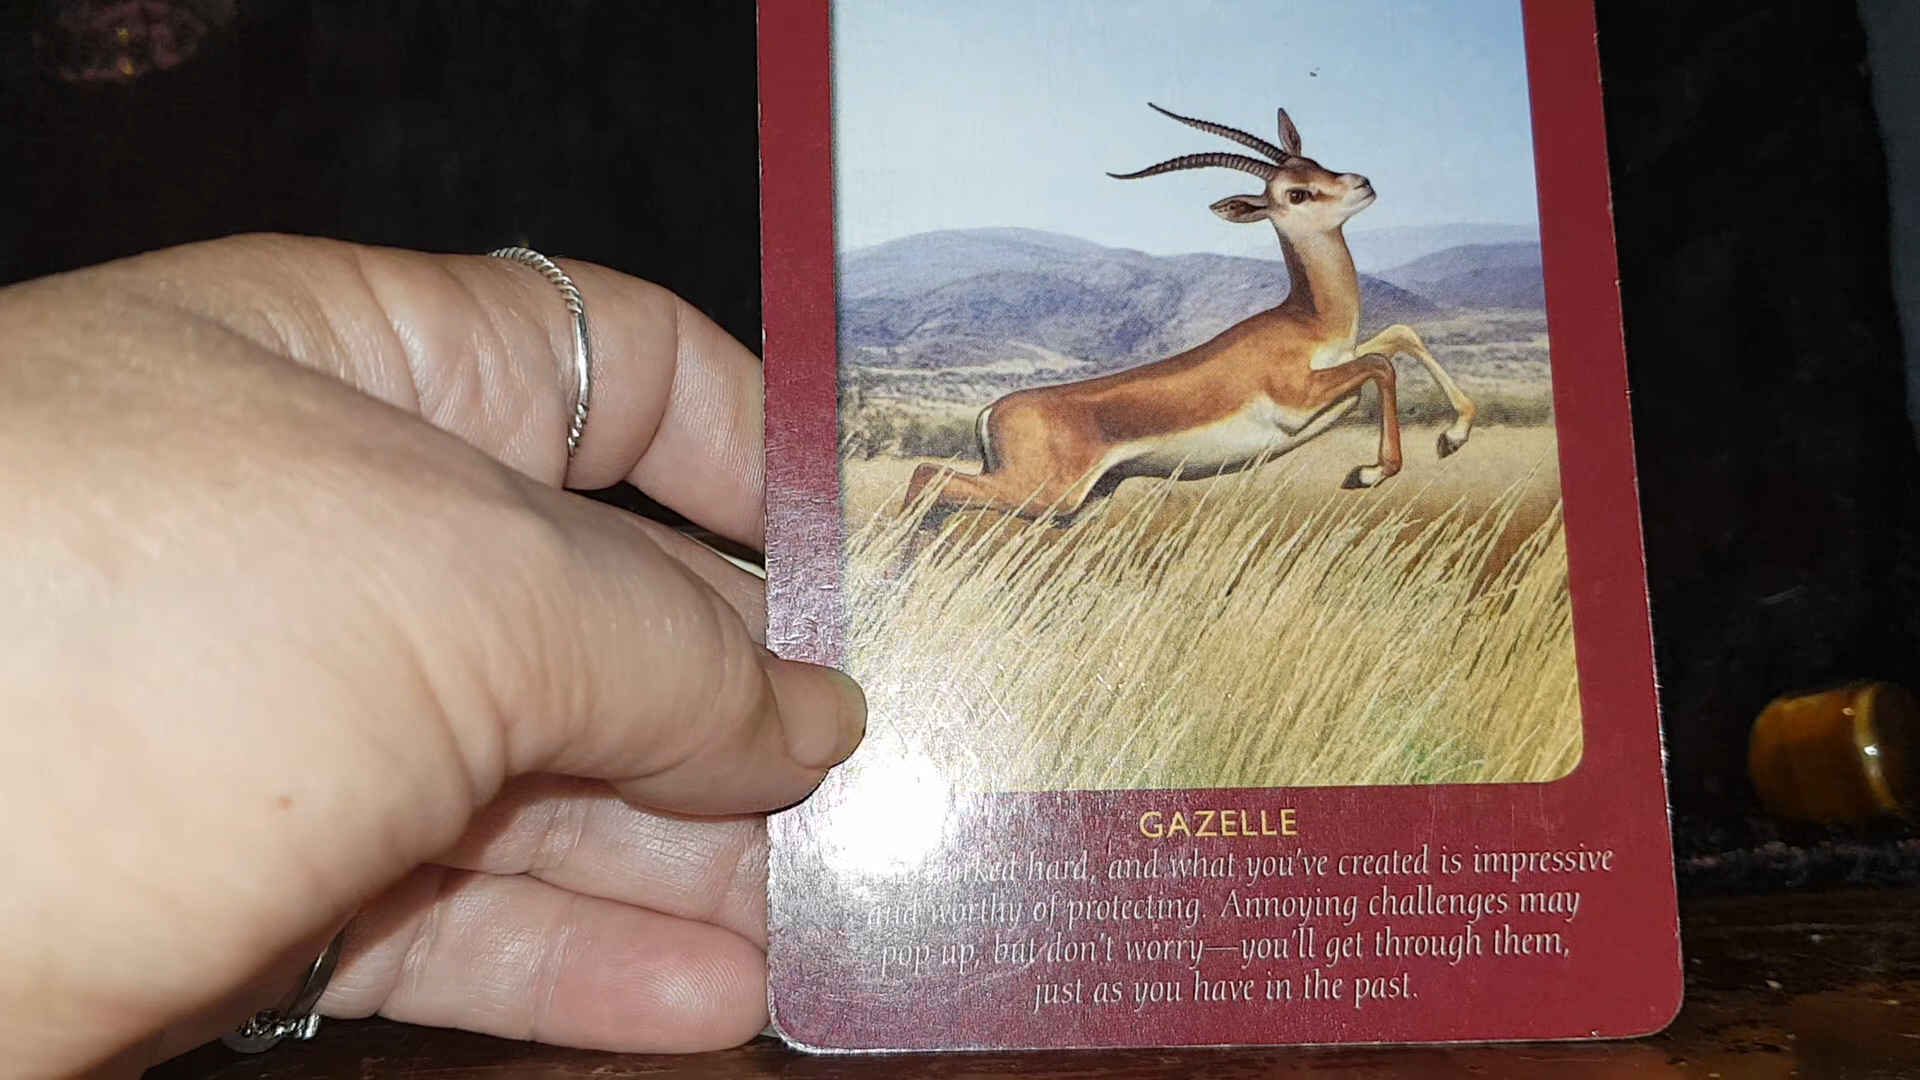 GAZELLE
worked hard, and what you've created is impressive
and worthy of protecting. Annoying challenges may
pop up, but don't worry—you'll get through them,
just as you have in the past.